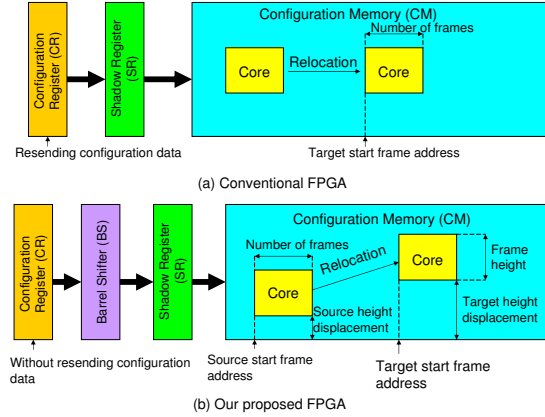 Configuration Memory (CM)
Number of frames
Configuration
Register (CR)
Shadow Register
(SR)
Core
Relocation
Core
Resending configuration data
Target start frame address
(a) Conventional FPGA
Configuration Memory (CM)
Configuration
Register (CR)
Barrel Shifter (BS)
Shadow Register
(SR)
Number of frames
Relocation
Core
Frame
height
Core
Source height
displacement
Target height
displacement
Without resending configuration
data
Source start frame
address
Target start frame
address
(b) Our proposed FPGA